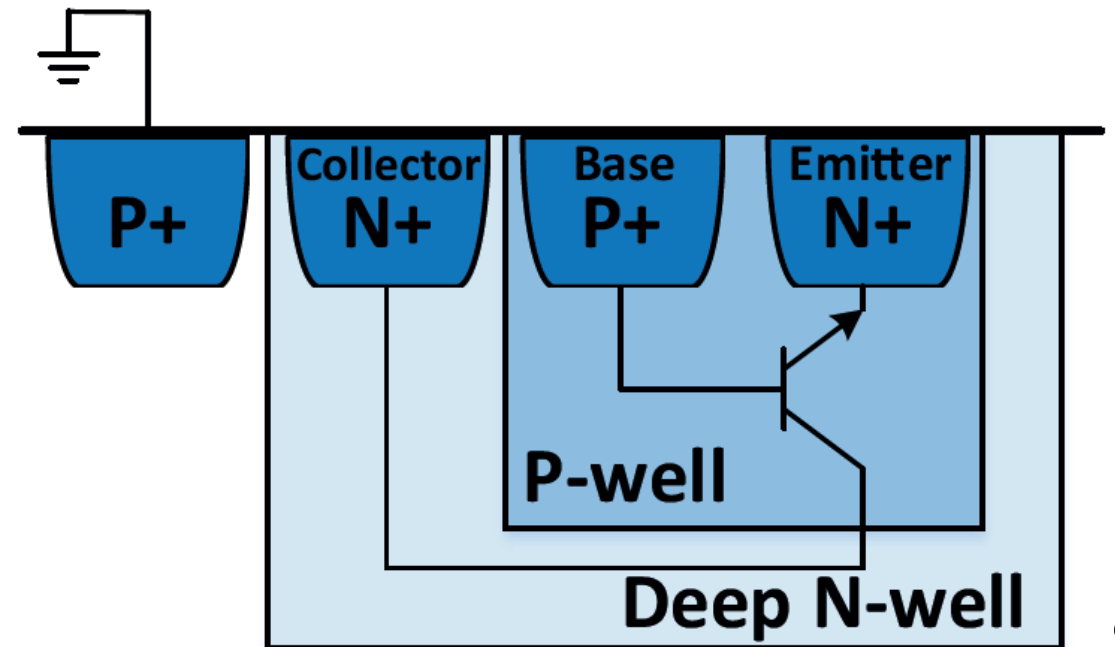 P+
Collector
N+
Base
P+
Emitter
N+
P-well
Deep N-well